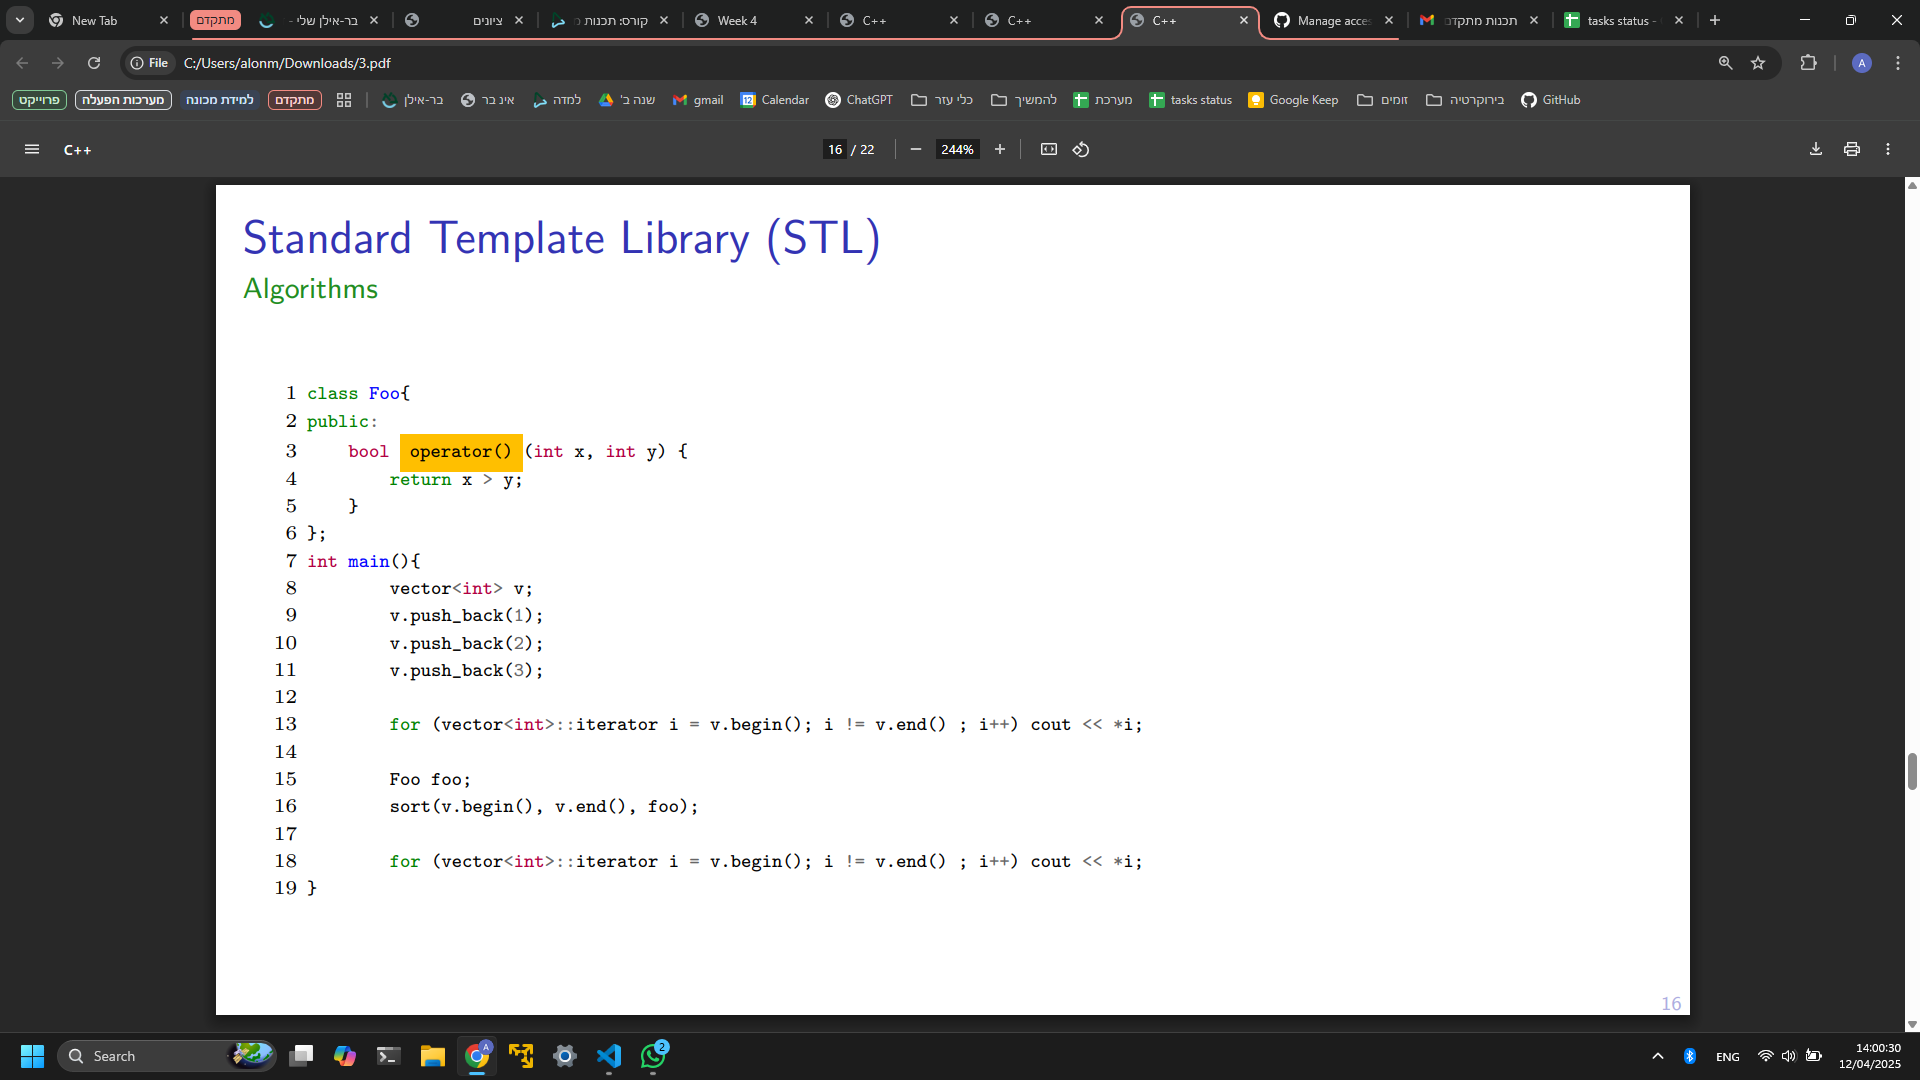 New Tab
מתקדם
בר-אילן שלי -
ציונים
קורס: תכנות מ
Week 4
C++
C++
C++
Manage acces
תכנות מתקדם
tasks status -
File C:/Users/alonm/Downloads/3.pdf
A
פרוייקט
מערכות הפעלה
למידת מכונה
מתקדם
בר-אילן
אינ בר
למדה
שנה ב'
gmail
Calendar
ChatGPT
כלי עזר
להמשיך
מערכת
tasks status
Google Keep
זומים
בירוקרטיה
GitHub
C++
16 / 22
244%
Standard Template Library (STL)
Algorithms
1 class Foo{
2 public:
3 bool operator() (int x, int y) {
4 return x > y;
5 }
6 };
7 int main(){
8 vector<int> v;
9 v.push_back(1);
10 v.push_back(2);
11 v.push_back(3);
12
13 for (vector<int>::iterator i = v.begin(); i != v.end() ; i++) cout << *i;
14
15 Foo foo;
16 sort(v.begin(), v.end(), foo);
17
18 for (vector<int>::iterator i = v.begin(); i != v.end() ; i++) cout << *i;
19 }
16
Search
A
2
ENG
14:00:30
12/04/2025